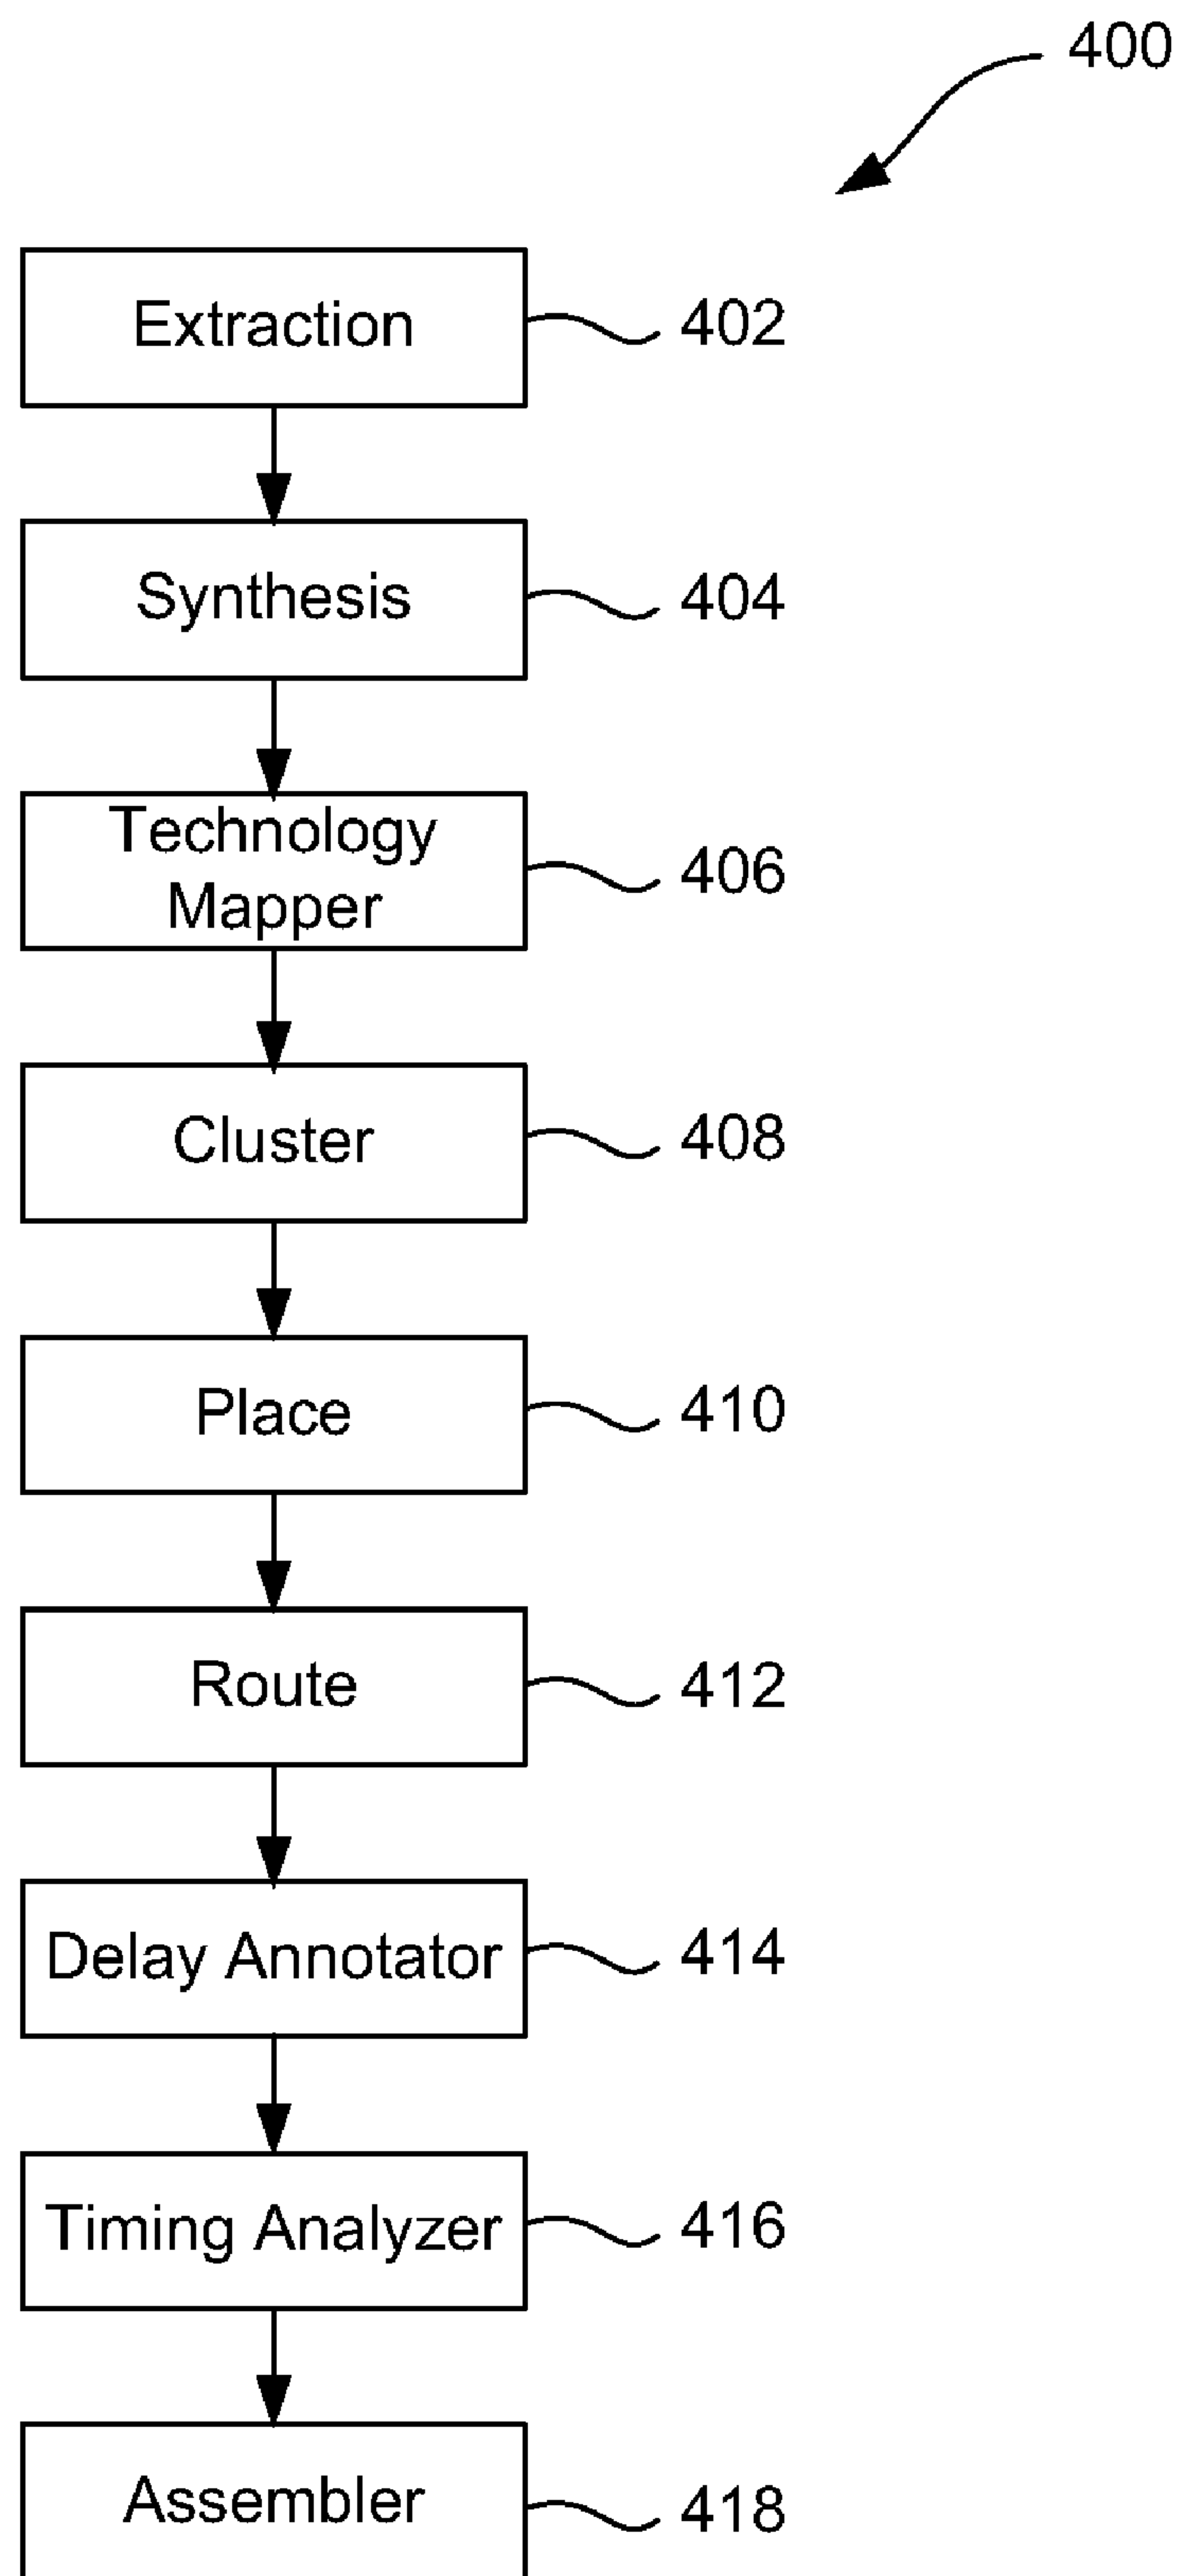 400
Extraction
402
Synthesis
404
Technology
Mapper
406
Cluster
408
Place
410
Route
412
Delay Annotator
414
Timing Analyzer
416
Assembler
418